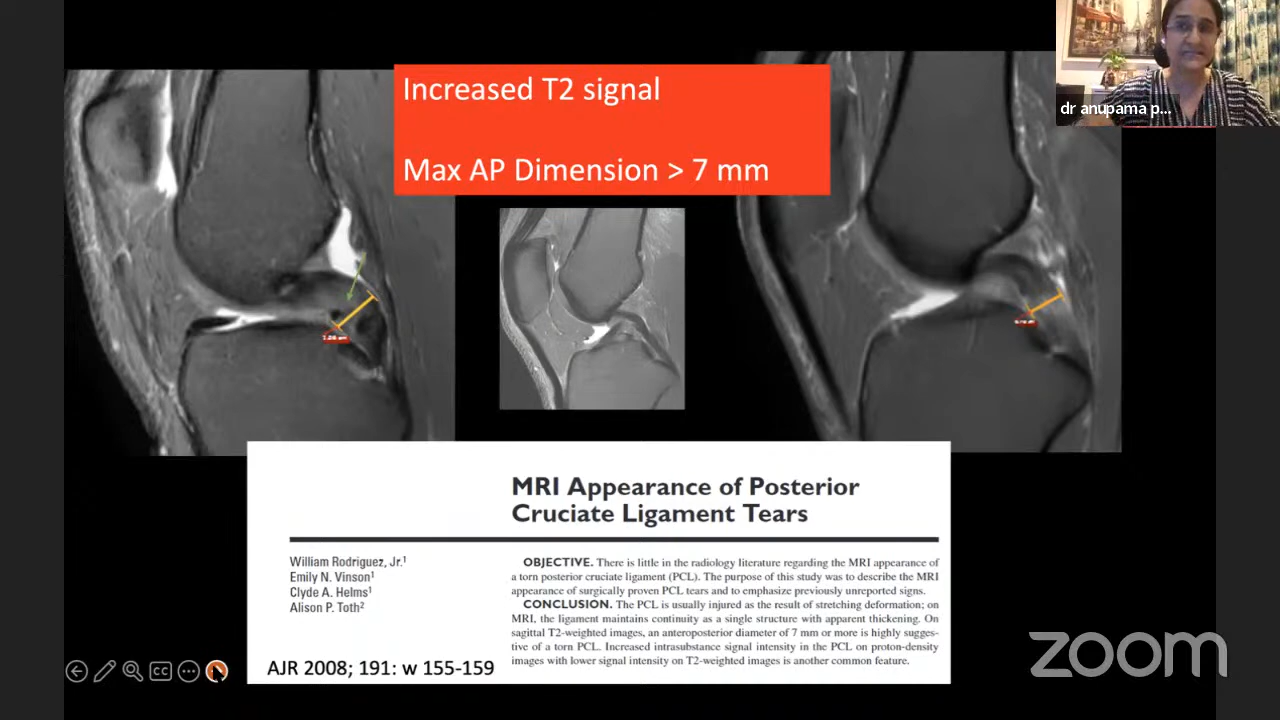 Increased T2 signal
Max AP Dimension > 7 mm
dr anupama p...
MRI Appearance of Posterior
Cruciate Ligament Tears
William Rodriguez, Jr.¹
Emily N. Vinson¹
Clyde A. Helms¹
Alison P. Toth²
OBJECTIVE. There is little in the radiology literature regarding the MRI appearance of
a torn posterior cruciate ligament (PCL). The purpose of this study was to describe the MRI
appearance of surgically proven PCL tears and to emphasize previously unreported signs.
CONCLUSION. The PCL is usually injured as the result of stretching deformation; on
MRI, the ligament maintains continuity as a single structure with apparent thickening. On
sagittal T2-weighted images, an anteroposterior diameter of 7 mm or more is highly sugges-
tive of a torn PCL. Increased intrasubstance signal intensity in the PCL on proton-density
images with lower signal intensity on T2-weighted images is another common feature.
AJR 2008; 191: w 155-159
CC
zoom